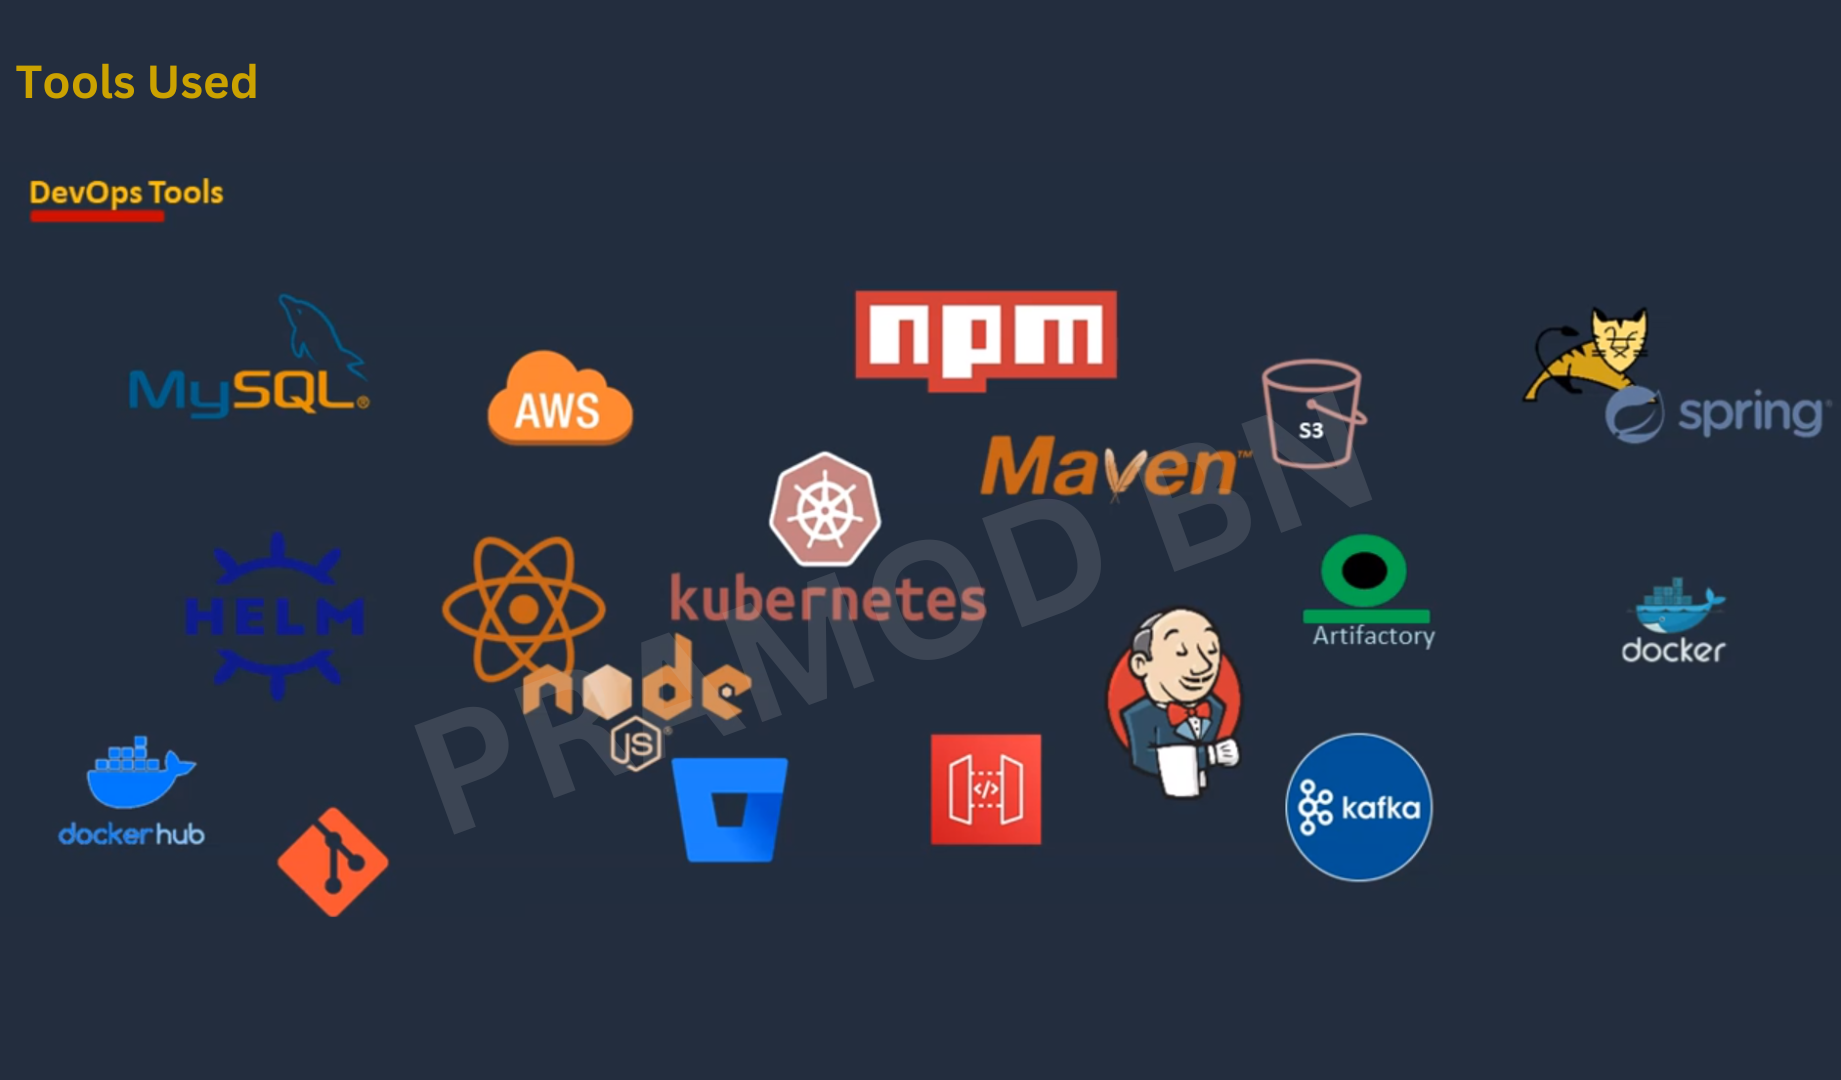 Tools Used
DevOps Tools
MySQL®
AWS
npm
S3
spring®
Maven™
HELM
kubernetes
Artifactory
docker
node
JS®
dockerhub
</>
kafka
PRAMOD BN